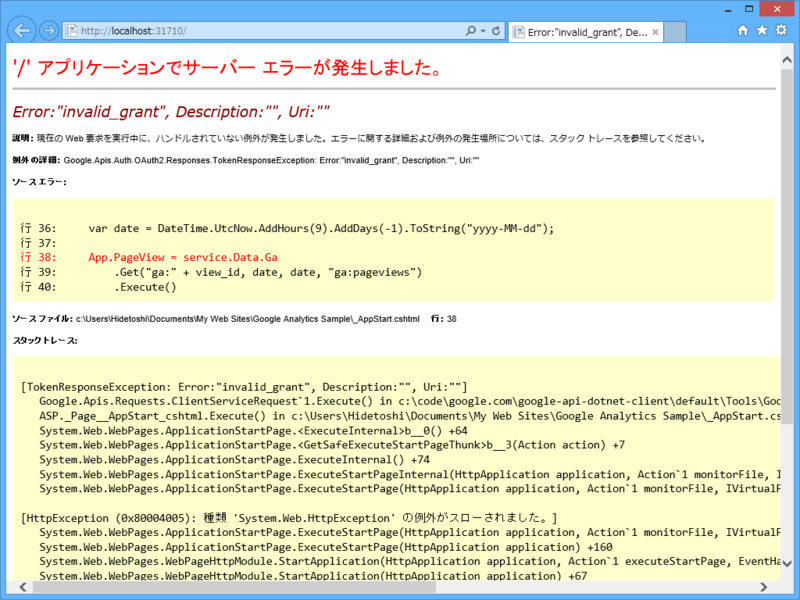 http://localhost:31710/
Error:"invalid_grant", De...
'/' アプリケーションでサーバー エラーが発生しました。
Error:"invalid_grant", Description:"", Uri:""
説明: 現在の Web 要求を実行中に、ハンドルされていない例外が発生しました。エラーに関する詳細および例外の発生場所については、スタック トレースを参照してください。
例外の詳細: Google.Apis.Auth.OAuth2.Responses.TokenResponseException: Error:"invalid_grant", Description:"", Uri:""
ソース エラー:
行 36:     var date = DateTime.UtcNow.AddHours(9).AddDays(-1).ToString("yyyy-MM-dd");
行 37:
行 38:     App.PageView = service.Data.Ga
行 39:         .Get("ga:" + view_id, date, date, "ga:pageviews")
行 40:         .Execute()
ソース ファイル: c:\Users\Hidetoshi\Documents\My Web Sites\Google Analytics Sample\_AppStart.cshtml    行: 38
スタック トレース:
[TokenResponseException: Error:"invalid_grant", Description:"", Uri:""]
Google.Apis.Requests.ClientServiceRequest`1.Execute() in c:\code\google.com\google-api-dotnet-client\default\Tools\Goo
ASP._Page__AppStart_cshtml.Execute() in c:\Users\Hidetoshi\Documents\My Web Sites\Google Analytics Sample\_AppStart.cs
System.Web.WebPages.ApplicationStartPage.<ExecuteInternal>b__0() +64
System.Web.WebPages.ApplicationStartPage.<GetSafeExecuteStartPageThunk>b__3(Action action) +7
System.Web.WebPages.ApplicationStartPage.ExecuteInternal() +74
System.Web.WebPages.ApplicationStartPage.ExecuteStartPageInternal(HttpApplication application, Action`1 monitorFile, I
System.Web.WebPages.ApplicationStartPage.ExecuteStartPage(HttpApplication application, Action`1 monitorFile, IVirtualP
[HttpException (0x80004005): 種類 'System.Web.HttpException' の例外がスローされました。]
System.Web.WebPages.ApplicationStartPage.ExecuteStartPage(HttpApplication application, Action`1 monitorFile, IVirtualP
System.Web.WebPages.ApplicationStartPage.ExecuteStartPage(HttpApplication application) +160
System.Web.WebPages.WebPageHttpModule.StartApplication(HttpApplication application, Action`1 executeStartPage, EventHa
System.Web.WebPages.WebPageHttpModule.StartApplication(HttpApplication application) +67